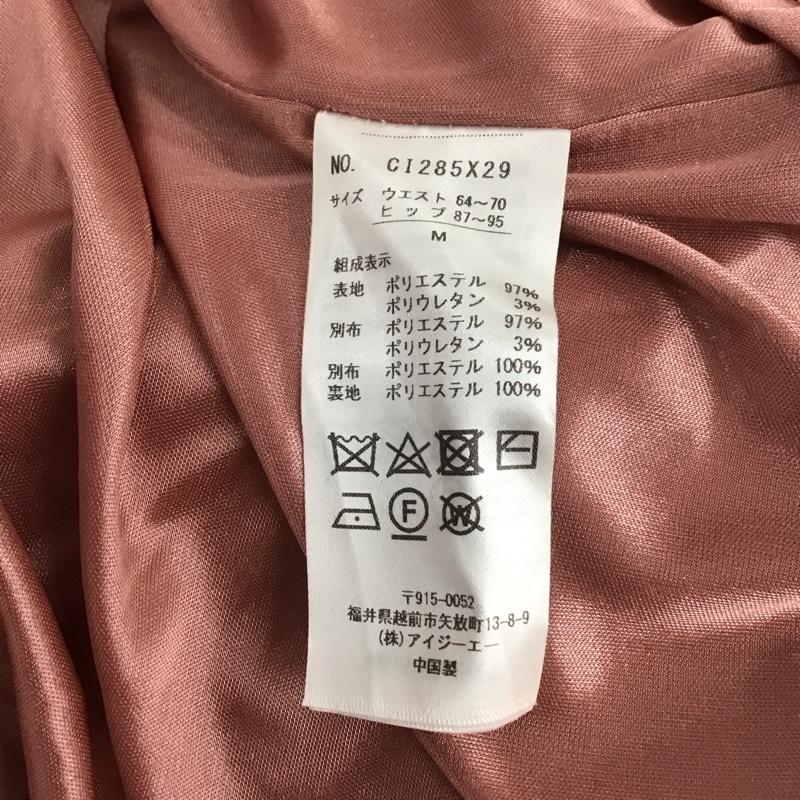 NO. CI285X29
サイズ ウエスト 64〜70
ヒップ 87〜95
M
組成表示
表地 ポリエステル 97%
ポリウレタン 3%
別布 ポリエステル 97%
ポリウレタン 3%
別布 ポリエステル 100%
裏地 ポリエステル 100%
F W
〒915-0052
福井県越前市矢放町13-8-9
(株)アイジーエー
中国製